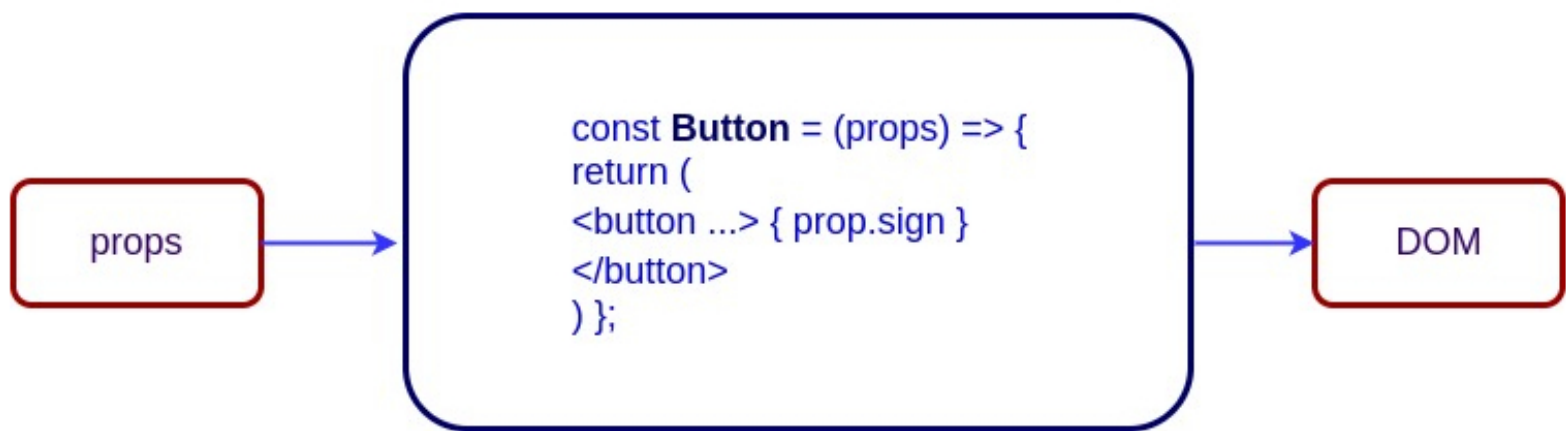 props
const Button = (props) => {
return (
<button ...> { prop.sign }
</button>
) };
DOM